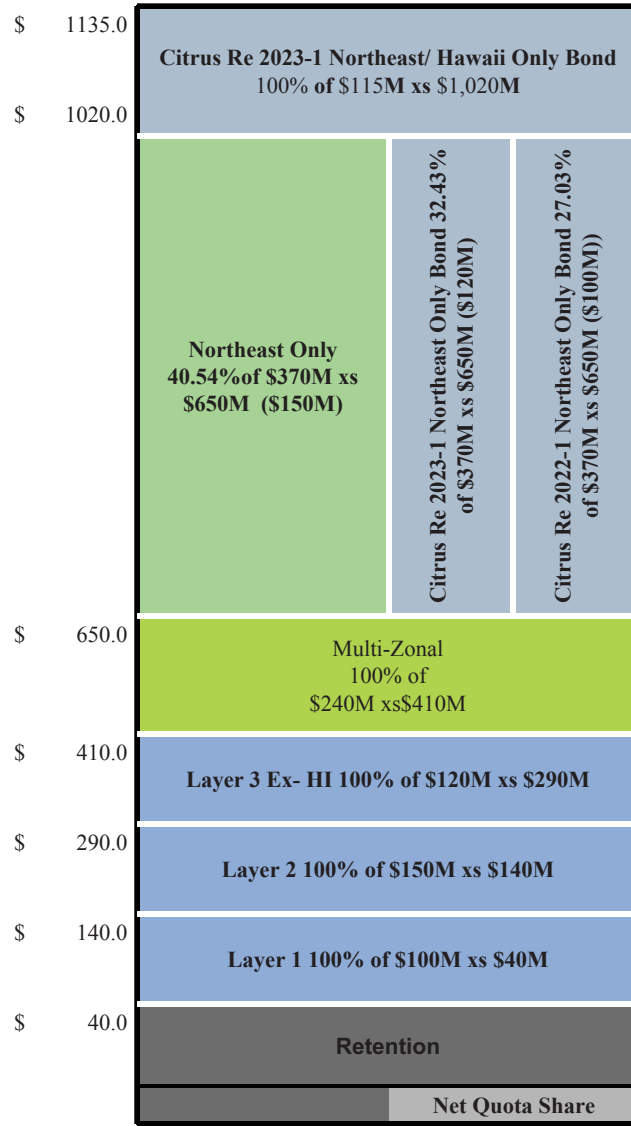 $ 1135.0
Citrus Re 2023-1 Northeast/ Hawaii Only Bond
100% of $115M xs $1,020M
$ 1020.0
Northeast Only
40.54%of $370M xs
$650M ($150M)
Citrus Re 2023-1 Northeast Only Bond 32.43%
of $370M xs $650M ($120M)
Citrus Re 2022-1 Northeast Only Bond 27.03%
of $370M xs $650M ($100M))
$ 650.0
Multi-Zonal
100% of
$240M xs$410M
$ 410.0
Layer 3 Ex- HI 100% of $120M xs $290M
$ 290.0
Layer 2 100% of $150M xs $140M
$ 140.0
Layer 1 100% of $100M xs $40M
$ 40.0
Retention
Net Quota Share